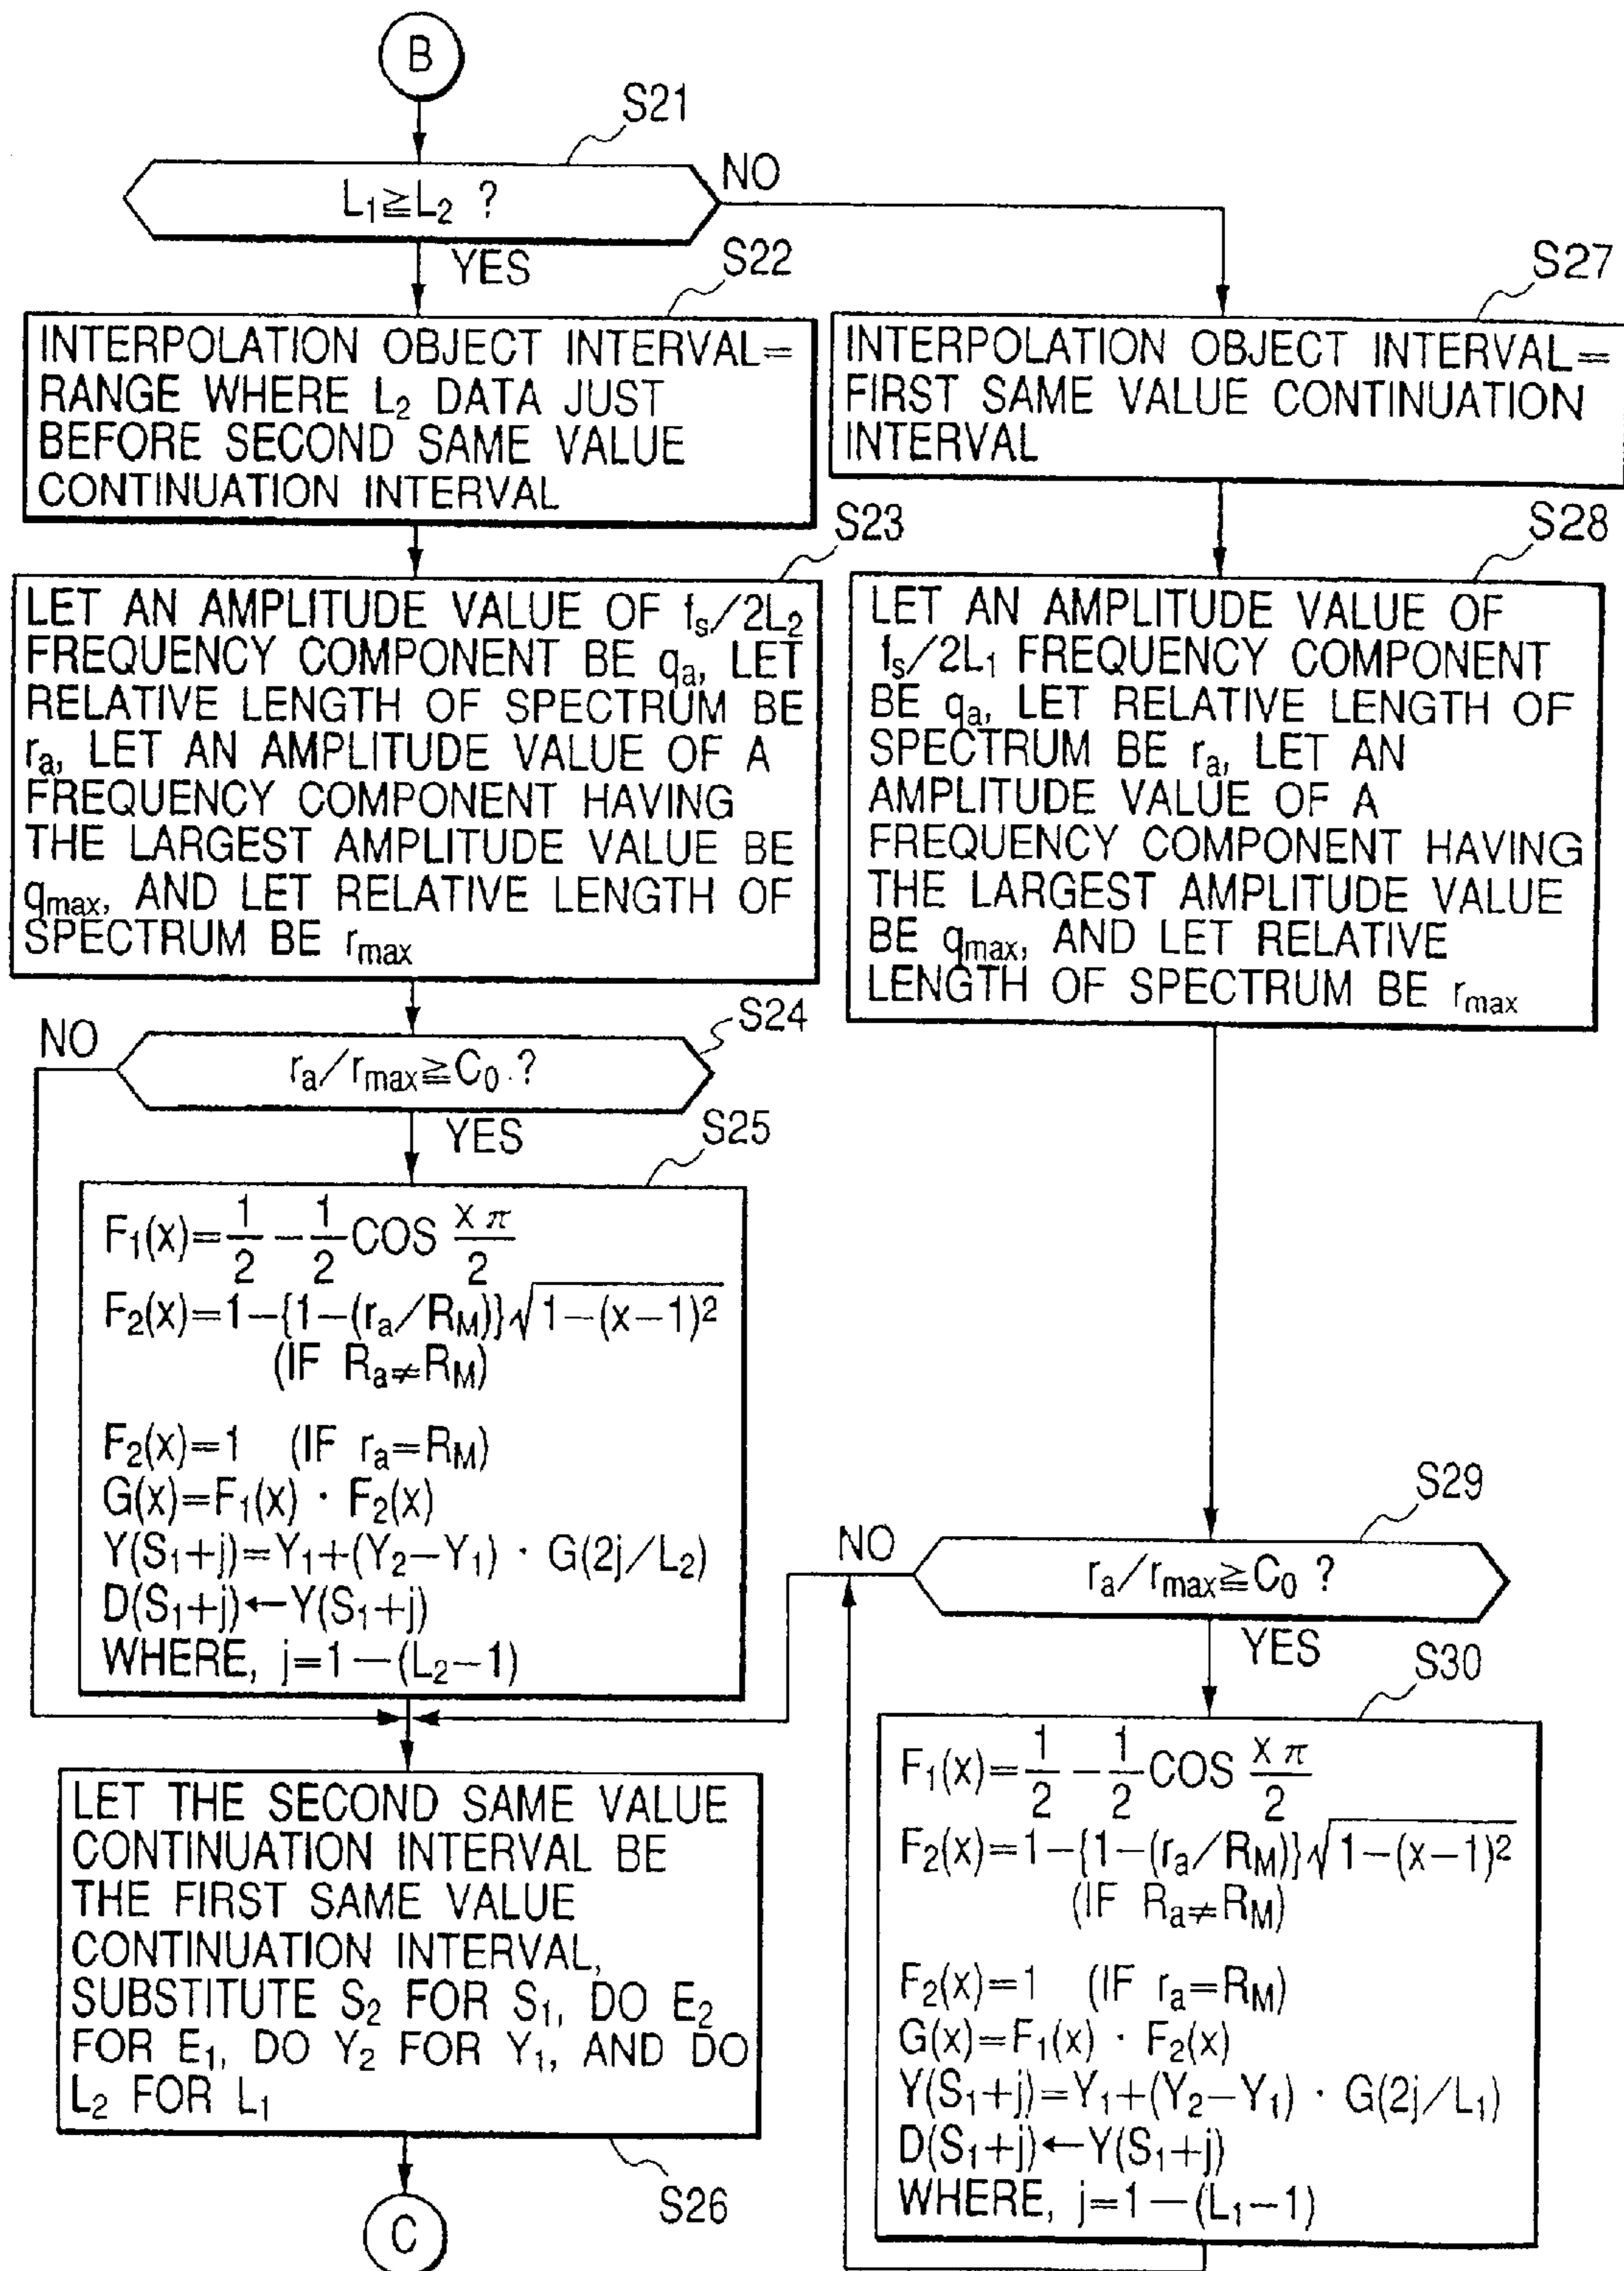 B
S21
L₁≧L₂ ?
NO
YES
S22
INTERPOLATION OBJECT INTERVAL=
RANGE WHERE L₂ DATA JUST
BEFORE SECOND SAME VALUE
CONTINUATION INTERVAL
S23
LET AN AMPLITUDE VALUE OF fₛ/2L₂
FREQUENCY COMPONENT BE qₐ, LET
RELATIVE LENGTH OF SPECTRUM BE
rₐ, LET AN AMPLITUDE VALUE OF A
FREQUENCY COMPONENT HAVING
THE LARGEST AMPLITUDE VALUE BE
qₘₐₓ, AND LET RELATIVE LENGTH OF
SPECTRUM BE rₘₐₓ
S24
NO
rₐ/rₘₐₓ≧C₀ ?
YES
S25
F₁(x)=1/2 −1/2 COS xπ/2
F₂(x)=1−{1−(rₐ/R_M)}√1−(x−1)²
(IF Rₐ≠R_M)
F₂(x)=1 (IF rₐ=R_M)
G(x)=F₁(x) · F₂(x)
Y(S₁+j)=Y₁+(Y₂−Y₁) · G(2j/L₂)
D(S₁+j)←Y(S₁+j)
WHERE, j=1−(L₂−1)
LET THE SECOND SAME VALUE
CONTINUATION INTERVAL BE
THE FIRST SAME VALUE
CONTINUATION INTERVAL,
SUBSTITUTE S₂ FOR S₁, DO E₂
FOR E₁, DO Y₂ FOR Y₁, AND DO
L₂ FOR L₁
S26
C
S27
INTERPOLATION OBJECT INTERVAL=
FIRST SAME VALUE CONTINUATION
INTERVAL
S28
LET AN AMPLITUDE VALUE OF
fₛ/2L₁ FREQUENCY COMPONENT
BE qₐ, LET RELATIVE LENGTH OF
SPECTRUM BE rₐ, LET AN
AMPLITUDE VALUE OF A
FREQUENCY COMPONENT HAVING
THE LARGEST AMPLITUDE VALUE
BE qₘₐₓ, AND LET RELATIVE
LENGTH OF SPECTRUM BE rₘₐₓ
S29
NO
rₐ/rₘₐₓ≧C₀ ?
YES
S30
F₁(x)=1/2 −1/2 COS xπ/2
F₂(x)=1−{1−(rₐ/R_M)}√1−(x−1)²
(IF Rₐ≠R_M)
F₂(x)=1 (IF rₐ=R_M)
G(x)=F₁(x) · F₂(x)
Y(S₁+j)=Y₁+(Y₂−Y₁) · G(2j/L₁)
D(S₁+j)←Y(S₁+j)
WHERE, j=1−(L₁−1)